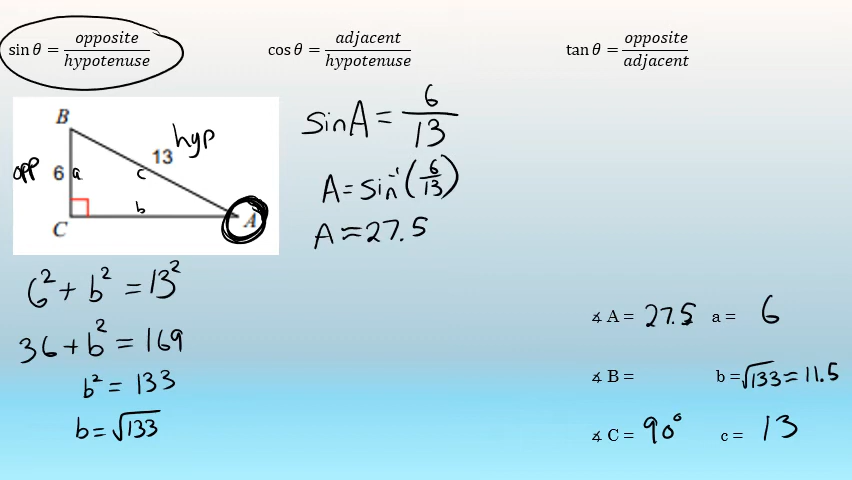 sin θ = opposite/hypotenuse
cos θ = adjacent/hypotenuse
tan θ = opposite/adjacent
B
hyp
13
opp 6 a
c
b
C
A
sin A = 6/13
A = sin⁻¹(6/13)
A ≈ 27.5
6² + b² = 13²
36 + b² = 169
b² = 133
b = √133
∡ A = 27.5 a = 6
∡ B = b = √133 ≈ 11.5
∡ C = 90° c = 13